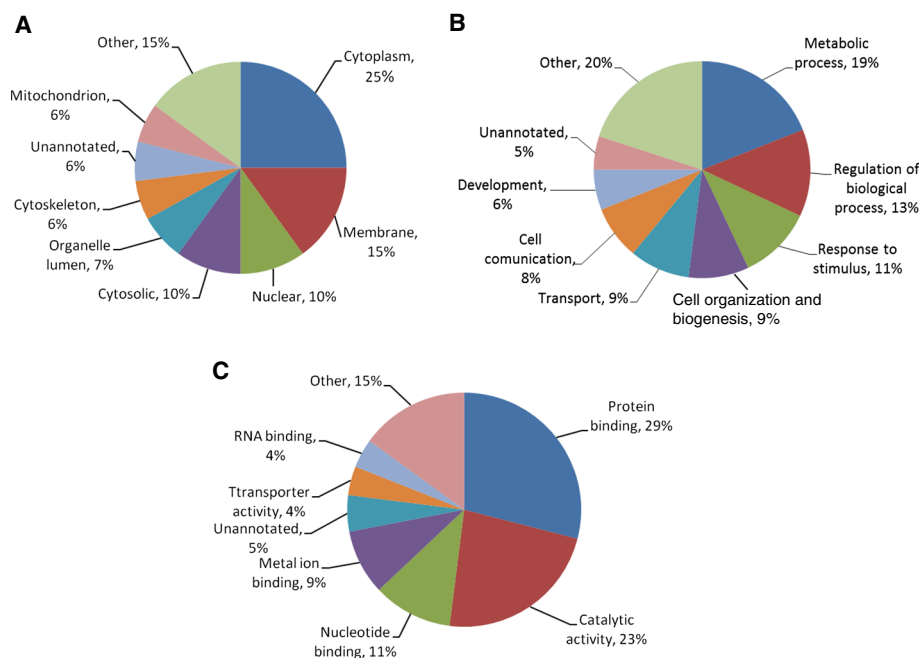 A
Other, 15%
Cytoplasm,
25%
Mitochondrion,
6%
Unannotated,
6%
Cytoskeleton,
6%
Organelle
lumen, 7%
Cytosolic, 10%
Nuclear, 10%
Membrane,
15%
B
Metabolic
process, 19%
Other, 20%
Unannotated,
5%
Development,
6%
Cell
comunication,
8%
Transport, 9%
Cell organization and
biogenesis, 9%
Response to
stimulus, 11%
Regulation of
biological
process, 13%
C
Other, 15%
Protein
binding, 29%
RNA binding,
4%
Ttransporter
activity, 4%
Unannotated,
5%
Metal ion
binding, 9%
Nucleotide
binding, 11%
Catalytic
activity, 23%